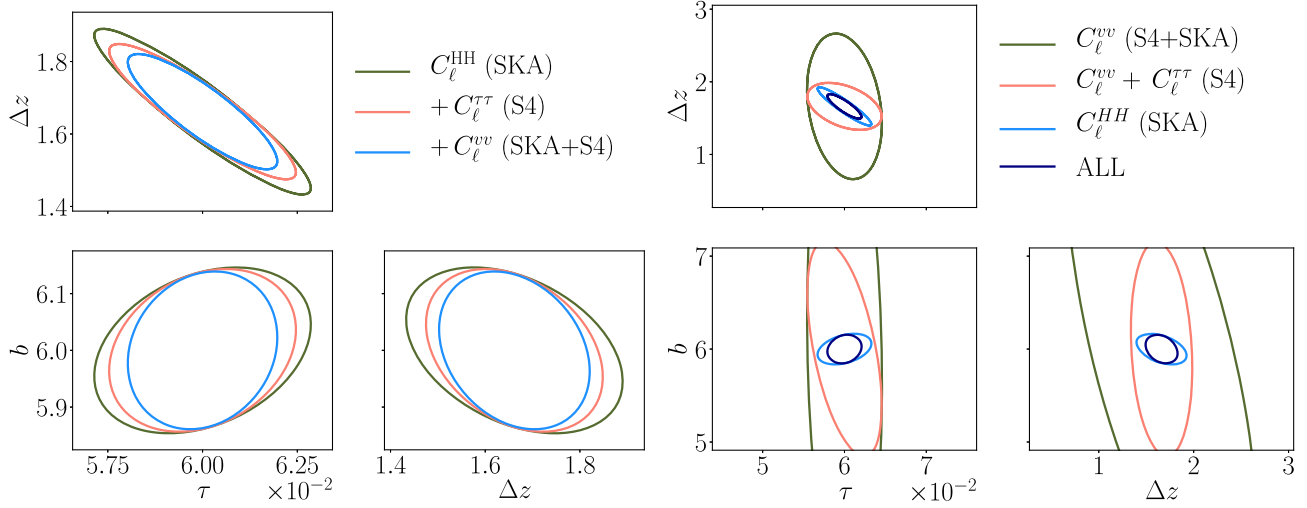 Δz
1.8
1.6
1.4
C_ℓ^HH (SKA)
+ C_ℓ^ττ (S4)
+ C_ℓ^vv (SKA+S4)
b
6.1
6.0
5.9
5.75
6.00
6.25
τ
×10⁻²
1.4
1.6
1.8
Δz
Δz
3
2
1
5
6
7
C_ℓ^vv (S4+SKA)
C_ℓ^vv + C_ℓ^ττ (S4)
C_ℓ^HH (SKA)
ALL
b
7
6
5
5
6
7
τ
×10⁻²
1
2
3
Δz